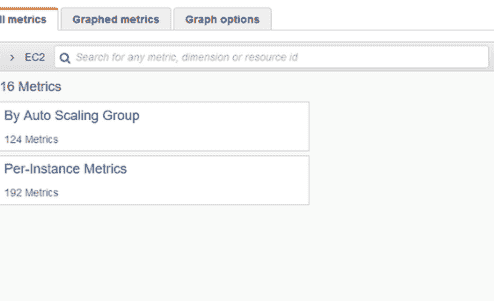 ll metrics
Graphed metrics
Graph options
> EC2
Search for any metric, dimension or resource id
16 Metrics
By Auto Scaling Group
124 Metrics
Per-Instance Metrics
192 Metrics